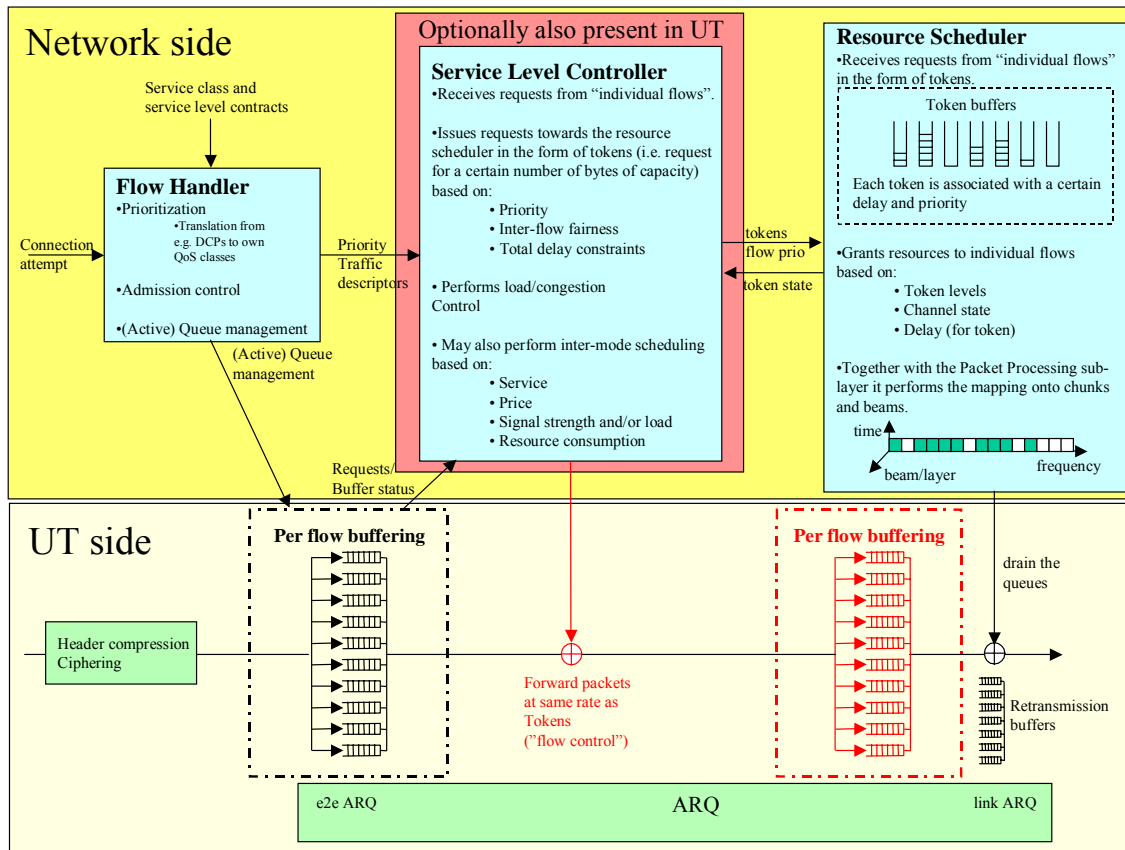 Network side
Service class and
service level contracts
Connection
attempt
Flow Handler
•Prioritization
•Translation from
e.g. DCPs to own
QoS classes
•Admission control
•(Active) Queue management
(Active) Queue
management
Priority
Traffic
descriptors
Optionally also present in UT
Service Level Controller
•Receives requests from “individual flows”.
•Issues requests towards the resource
scheduler in the form of tokens (i.e. request
for a certain number of bytes of capacity)
based on:
• Priority
• Inter-flow fairness
• Total delay constraints
• Performs load/congestion
Control
• May also perform inter-mode scheduling
based on:
• Service
• Price
• Signal strength and/or load
• Resource consumption
tokens
flow prio
token state
Resource Scheduler
•Receives requests from “individual flows”
in the form of tokens.
Token buffers
Each token is associated with a certain
delay and priority
•Grants resources to individual flows
based on:
• Token levels
• Channel state
• Delay (for token)
•Together with the Packet Processing sub-
layer it performs the mapping onto chunks
and beams.
time
frequency
beam/layer
Requests/
Buffer status
UT side
Header compression
Ciphering
Per flow buffering
Forward packets
at same rate as
Tokens
(”flow control”)
Per flow buffering
drain the
queues
Retransmission
buffers
e2e ARQ
ARQ
link ARQ